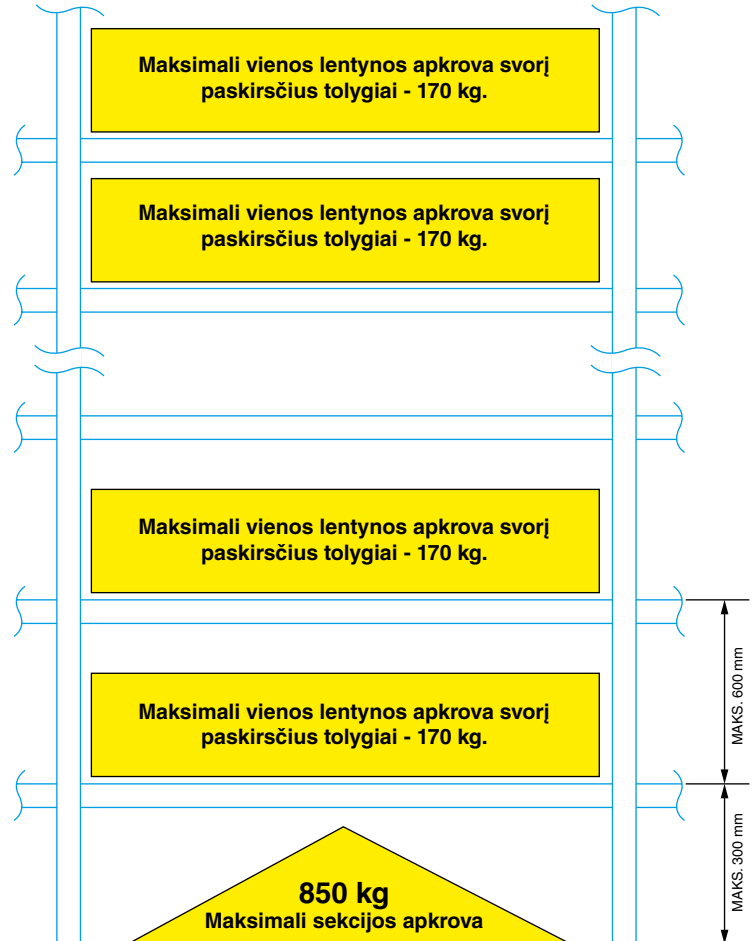 Maksimali vienos lentynos apkrova svorį
paskirsčius tolygiai - 170 kg.
Maksimali vienos lentynos apkrova svorį
paskirsčius tolygiai - 170 kg.
Maksimali vienos lentynos apkrova svorį
paskirsčius tolygiai - 170 kg.
MAKS. 600 mm
Maksimali vienos lentynos apkrova svorį
paskirsčius tolygiai - 170 kg.
MAKS. 300 mm
850 kg
Maksimali sekcijos apkrova